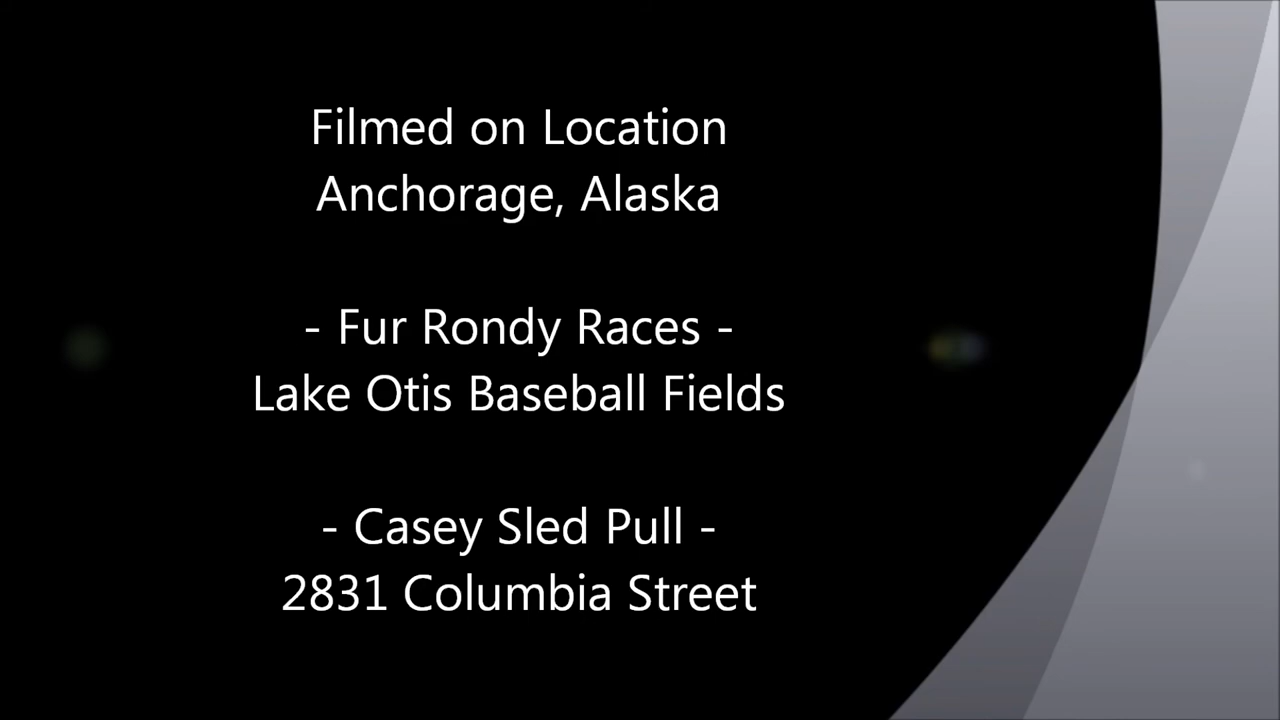 Filmed on Location
Anchorage, Alaska
- Fur Rondy Races -
Lake Otis Baseball Fields
- Casey Sled Pull -
2831 Columbia Street